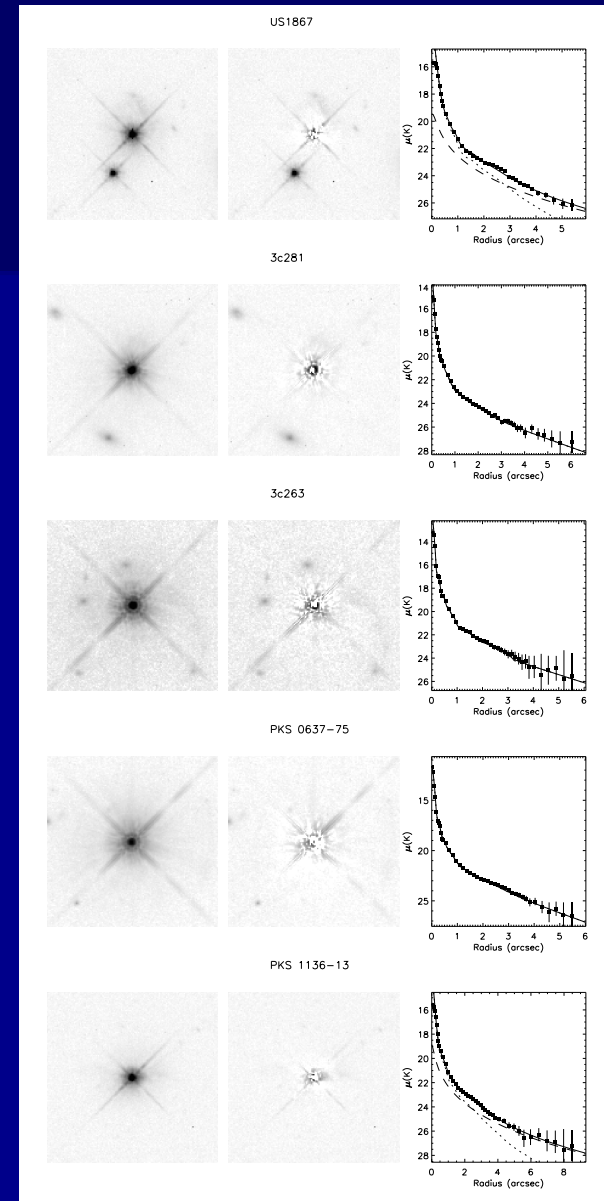 US1867
16
18
20
22
24
26
μ(K)
0 1 2 3 4 5
Radius (arcsec)
3c281
14
16
18
20
22
24
26
28
μ(K)
0 1 2 3 4 5 6
Radius (arcsec)
3c263
14
16
18
20
22
24
26
μ(K)
0 1 2 3 4 5 6
Radius (arcsec)
PKS 0637-75
15
20
25
μ(K)
0 1 2 3 4 5 6
Radius (arcsec)
PKS 1136-13
16
18
20
22
24
26
28
μ(K)
0 2 4 6 8
Radius (arcsec)